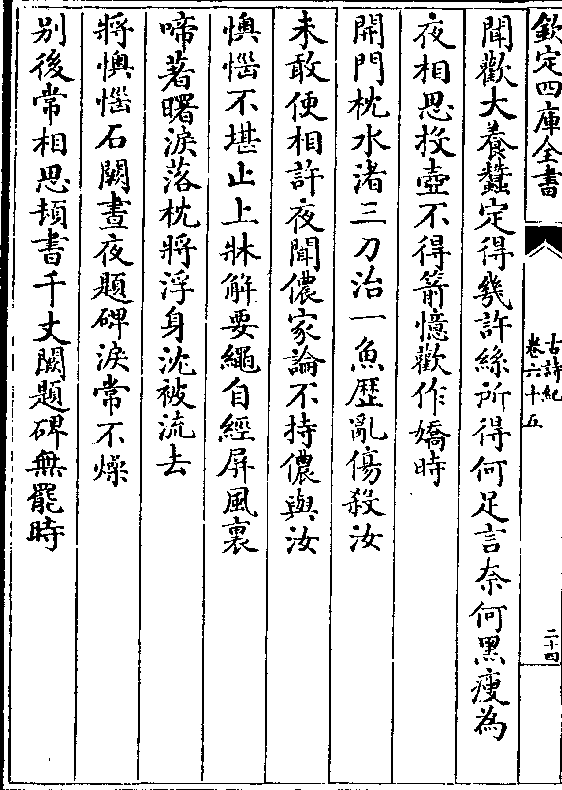 欽定四庫全書
古詩紀
卷六十五
二十四
聞歡大養蠶定得幾許絲所得何足言奈何黑瘦為
夜相思投壺不得箭憶歡作嬌時
開門枕水渚三刀治一魚歷亂傷殺汝
未敢便相許夜聞儂家論不持儂與汝
懊惱不堪止上牀解要繩自經屏風裏
啼著曙淚落枕將浮身沈被流去
將懊惱石闕晝夜題碑淚常不燥
别後常相思頓書千丈闕題碑無罷時